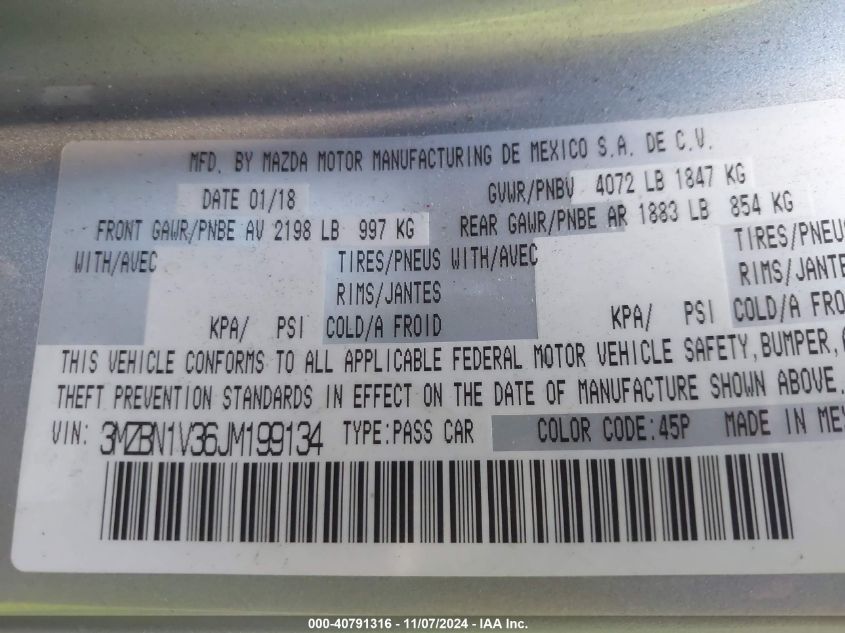 MFD. BY MAZDA MOTOR MANUFACTURING DE MEXICO S.A. DE C.V.
DATE 01/18 GVWR/PNBV 4072 LB 1847 KG
FRONT GAWR/PNBE AV 2198 LB 997 KG REAR GAWR/PNBE AR 1883 LB 854 KG
WITH/AVEC TIRES/PNEUS WITH/AVEC TIRES/PNEU
RIMS/JANTES RIMS/JANTES
KPA/ PSI COLD/A FROID KPA/ PSI COLD/A FRO
THIS VEHICLE CONFORMS TO ALL APPLICABLE FEDERAL MOTOR VEHICLE SAFETY, BUMPER,
THEFT PREVENTION STANDARDS IN EFFECT ON THE DATE OF MANUFACTURE SHOWN ABOVE.
VIN: 3MZBN1V36JM199134 TYPE:PASS CAR COLOR CODE:45P MADE IN ME
000-40791316 - 11/07/2024 - IAA Inc.